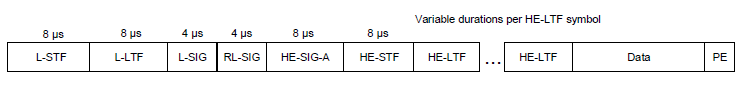 Variable durations per HE-LTF symbol
8 µs 8 µs 4 µs 4 µs 8 µs 8 µs
L-STF L-LTF L-SIG RL-SIG HE-SIG-A HE-STF HE-LTF ... HE-LTF Data PE